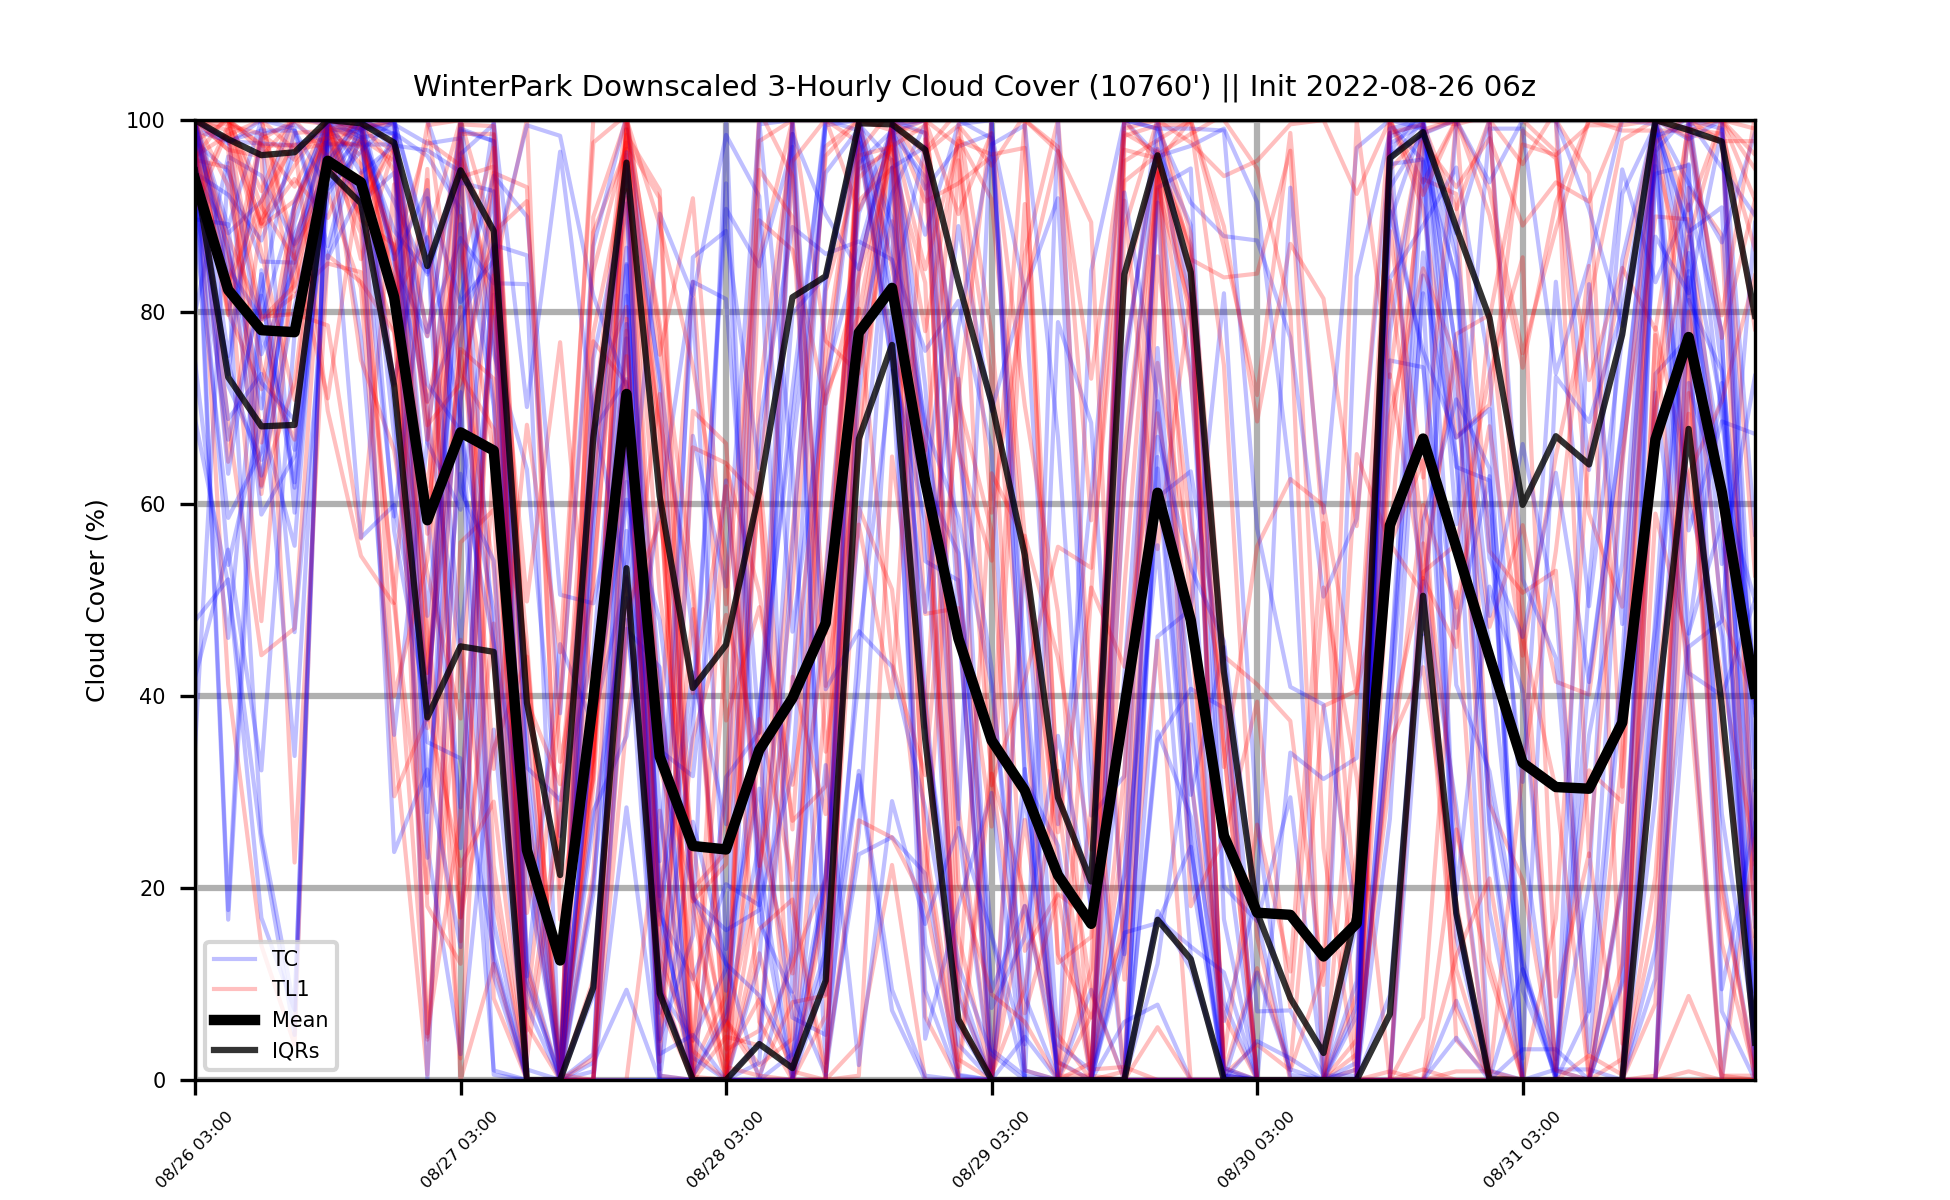 WinterPark Downscaled 3-Hourly Cloud Cover (10760') || Init 2022-08-26 06z
Cloud Cover (%)
100
80
60
40
20
0
TC
TL1
Mean
IQRs
08/26 03:00
08/27 03:00
08/28 03:00
08/29 03:00
08/30 03:00
08/31 03:00